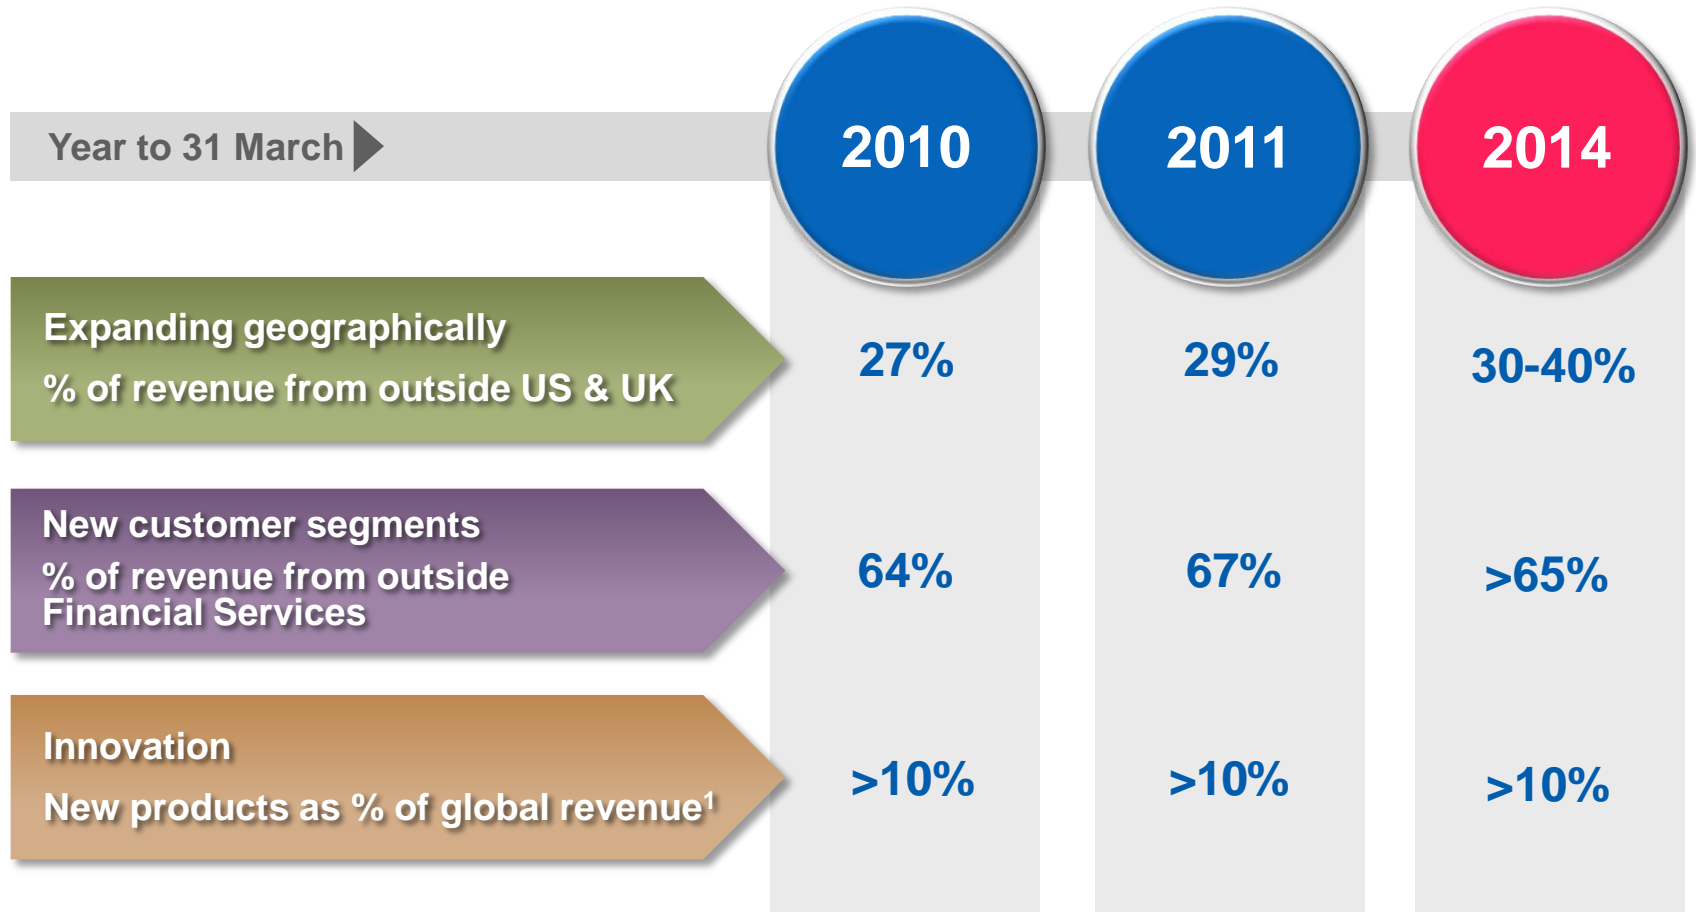 Year to 31 March
2010
2011
2014
Expanding geographically
% of revenue from outside US & UK
27%
29%
30-40%
New customer segments
% of revenue from outside
Financial Services
64%
67%
>65%
Innovation
New products as % of global revenue¹
>10%
>10%
>10%